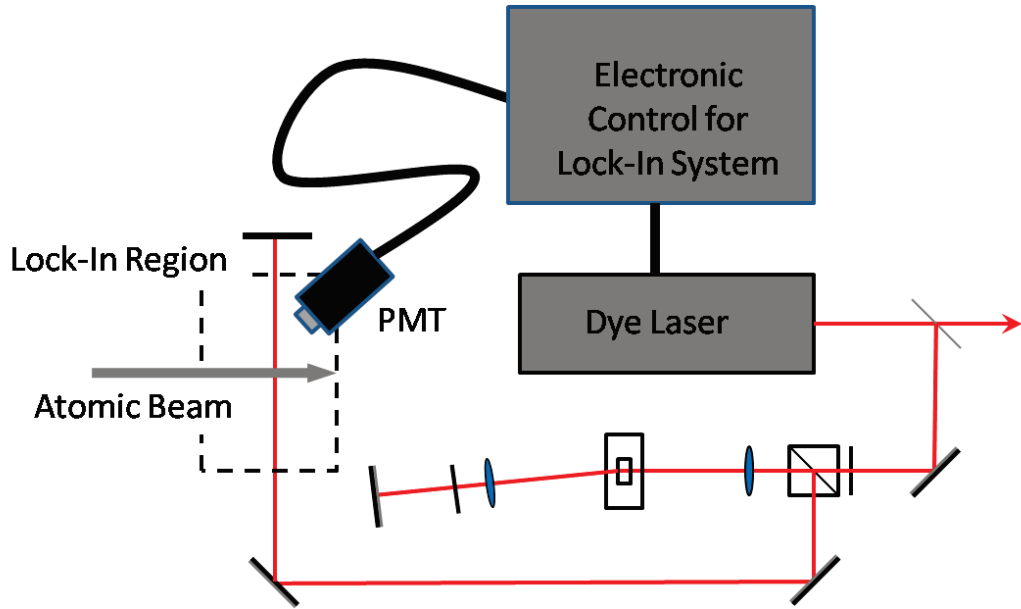 Electronic
Control for
Lock-In System
Lock-In Region
PMT
Dye Laser
Atomic Beam